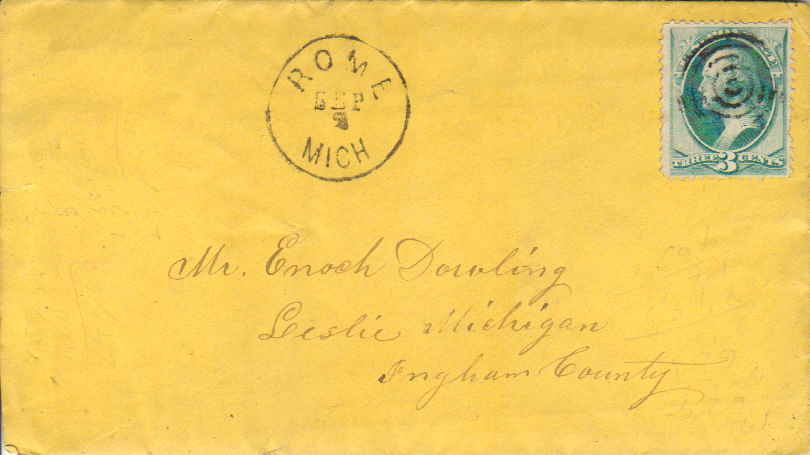 ROME
SEP
MICH
THREE 3 CENTS
Mr. Enoch Dowling
Leslie Michigan
Ingham County